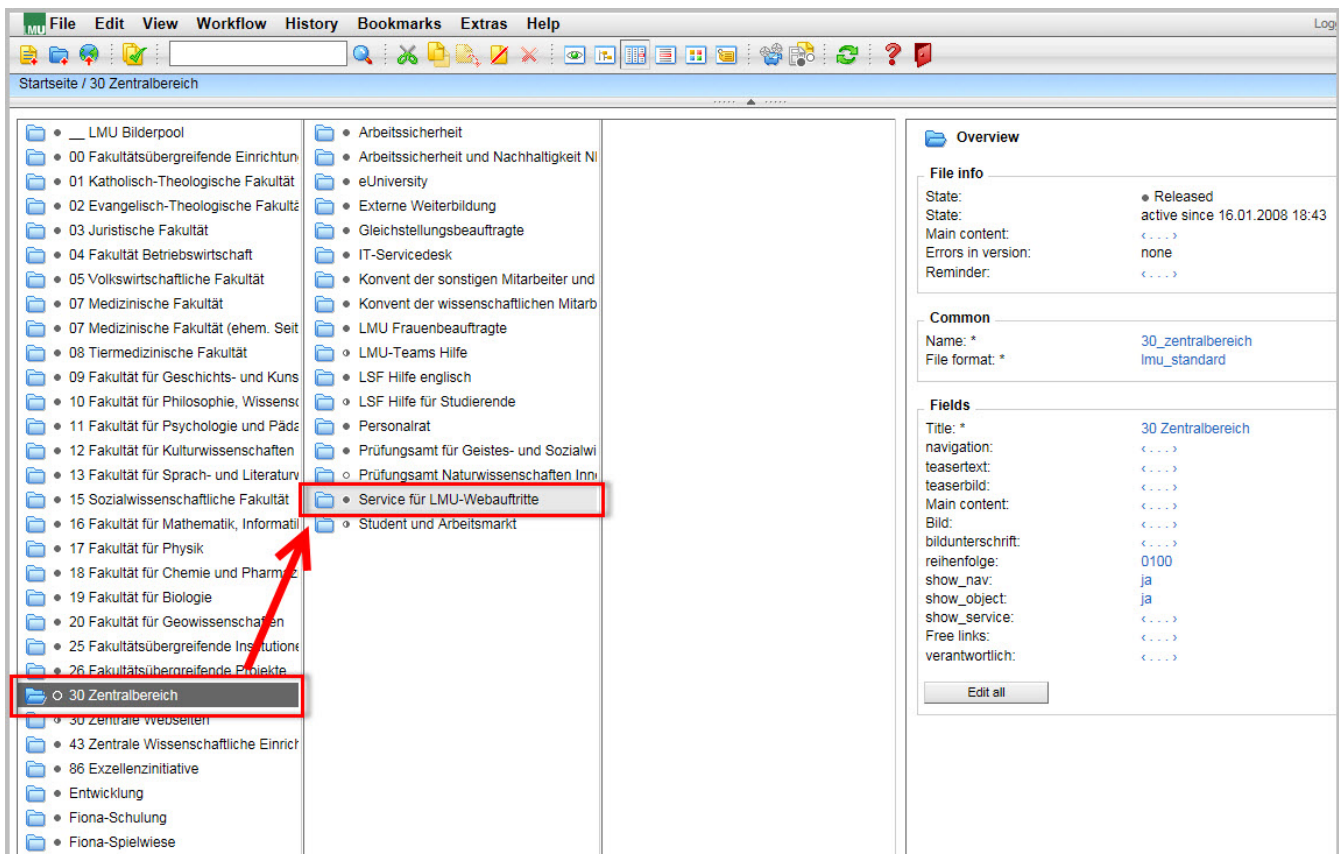 LMU File Edit View Workflow History Bookmarks Extras Help
Startseite / 30 Zentralbereich
__ LMU Bilderpool
00 Fakultätsübergreifende Einrichtun
01 Katholisch-Theologische Fakultät
02 Evangelisch-Theologische Fakultä
03 Juristische Fakultät
04 Fakultät Betriebswirtschaft
05 Volkswirtschaftliche Fakultät
07 Medizinische Fakultät
07 Medizinische Fakultät (ehem. Seit
08 Tiermedizinische Fakultät
09 Fakultät für Geschichts- und Kuns
10 Fakultät für Philosophie, Wissensc
11 Fakultät für Psychologie und Päda
12 Fakultät für Kulturwissenschaften
13 Fakultät für Sprach- und Literaturw
15 Sozialwissenschaftliche Fakultät
16 Fakultät für Mathematik, Informati
17 Fakultät für Physik
18 Fakultät für Chemie und Pharmaz
19 Fakultät für Biologie
20 Fakultät für Geowissenschaften
25 Fakultätsübergreifende Institutione
26 Fakultätsübergreifende Projekte
30 Zentralbereich
30 Zentrale Webseiten
43 Zentrale Wissenschaftliche Einrich
86 Exzellenzinitiative
Entwicklung
Fiona-Schulung
Fiona-Spielwiese
Arbeitssicherheit
Arbeitssicherheit und Nachhaltigkeit N
eUniversity
Externe Weiterbildung
Gleichstellungsbeauftragte
IT-Servicedesk
Konvent der sonstigen Mitarbeiter und
Konvent der wissenschaftlichen Mitarb
LMU Frauenbeauftragte
LMU-Teams Hilfe
LSF Hilfe englisch
LSF Hilfe für Studierende
Personalrat
Prüfungsamt für Geistes- und Sozialwi
Prüfungsamt Naturwissenschaften Inn
Service für LMU-Webauftritte
Student und Arbeitsmarkt
Overview
File info
State: Released
State: active since 16.01.2008 18:43
Main content: ‹ . . . ›
Errors in version: none
Reminder: ‹ . . . ›
Common
Name: * 30_zentralbereich
File format: * lmu_standard
Fields
Title: * 30 Zentralbereich
navigation: ‹ . . . ›
teasertext: ‹ . . . ›
teaserbild: ‹ . . . ›
Main content: ‹ . . . ›
Bild: ‹ . . . ›
bildunterschrift: ‹ . . . ›
reihenfolge: 0100
show_nav: ja
show_object: ja
show_service: ‹ . . . ›
Free links: ‹ . . . ›
verantwortlich: ‹ . . . ›
Edit all